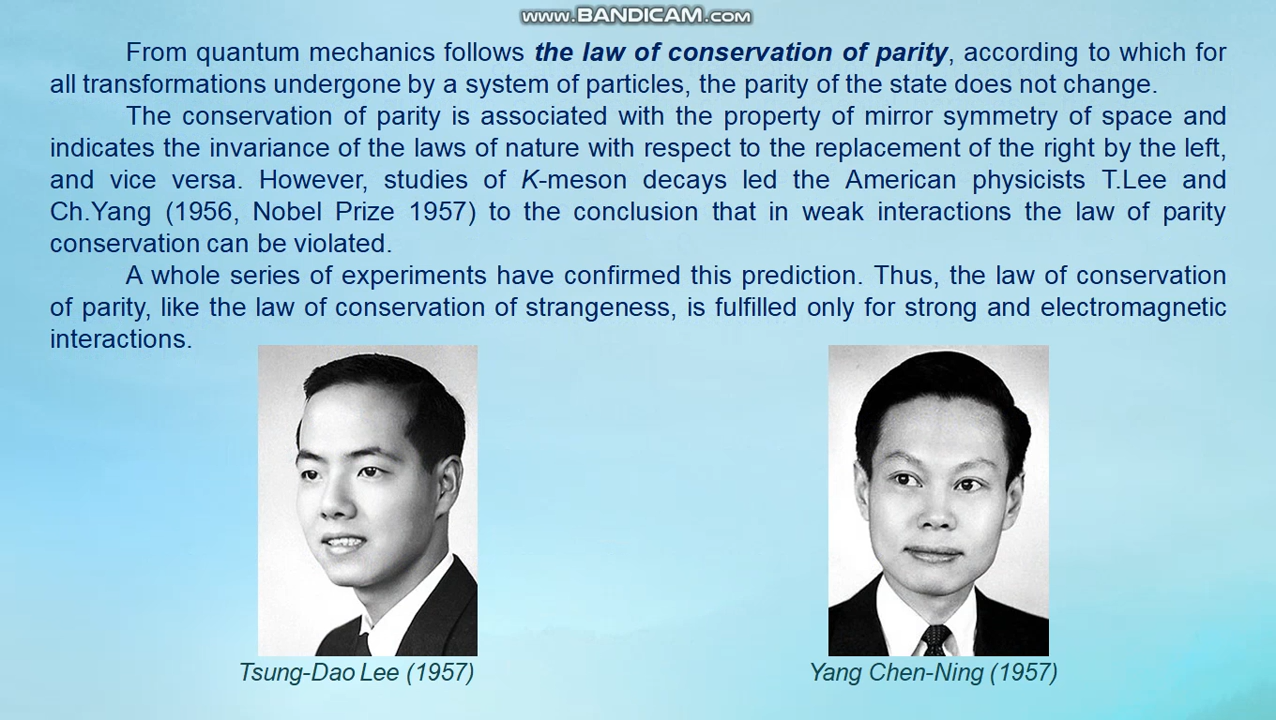 www.BANDICAM.com
From quantum mechanics follows the law of conservation of parity, according to which for
all transformations undergone by a system of particles, the parity of the state does not change.
The conservation of parity is associated with the property of mirror symmetry of space and
indicates the invariance of the laws of nature with respect to the replacement of the right by the left,
and vice versa. However, studies of K-meson decays led the American physicists T.Lee and
Ch.Yang (1956, Nobel Prize 1957) to the conclusion that in weak interactions the law of parity
conservation can be violated.
A whole series of experiments have confirmed this prediction. Thus, the law of conservation
of parity, like the law of conservation of strangeness, is fulfilled only for strong and electromagnetic
interactions.
Tsung-Dao Lee (1957)
Yang Chen-Ning (1957)